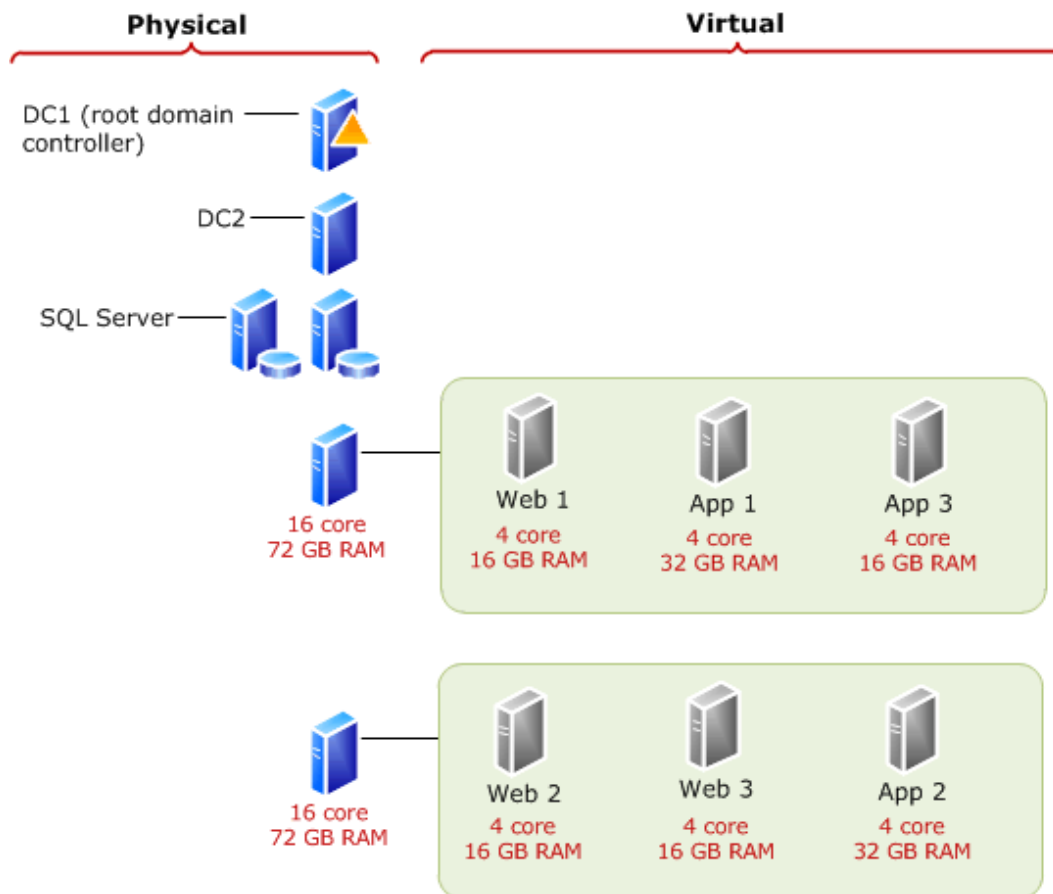 Physical
Virtual
DC1 (root domain
controller)
DC2
SQL Server
16 core
72 GB RAM
Web 1
4 core
16 GB RAM
App 1
4 core
32 GB RAM
App 3
4 core
16 GB RAM
16 core
72 GB RAM
Web 2
4 core
16 GB RAM
Web 3
4 core
16 GB RAM
App 2
4 core
32 GB RAM